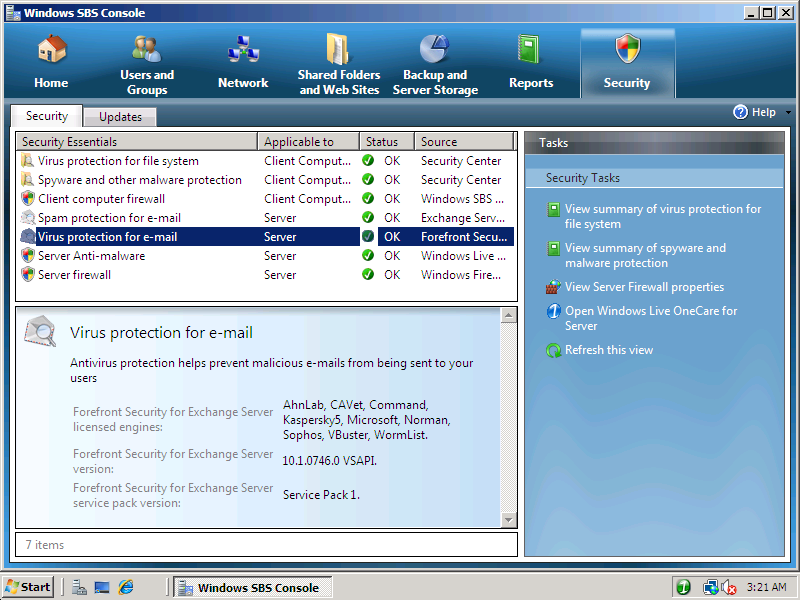 Windows SBS Console
Home
Users and
Groups
Network
Shared Folders
and Web Sites
Backup and
Server Storage
Reports
Security
Security
Updates
Help
Security Essentials Applicable to Status Source
Virus protection for file system Client Comput... OK Security Center
Spyware and other malware protection Client Comput... OK Security Center
Client computer firewall Client Comput... OK Windows SBS ...
Spam protection for e-mail Server OK Exchange Serv...
Virus protection for e-mail Server OK Forefront Secu...
Server Anti-malware Server OK Windows Live ...
Server firewall Server OK Windows Fire...
Virus protection for e-mail
Antivirus protection helps prevent malicious e-mails from being sent to your
users
Forefront Security for Exchange Server
licensed engines:
AhnLab, CAVet, Command,
Kaspersky5, Microsoft, Norman,
Sophos, VBuster, WormList.
Forefront Security for Exchange Server
version:
10.1.0746.0 VSAPI.
Forefront Security for Exchange Server
service pack version:
Service Pack 1.
7 items
Tasks
Security Tasks
View summary of virus protection for
file system
View summary of spyware and
malware protection
View Server Firewall properties
Open Windows Live OneCare for
Server
Refresh this view
Start
Windows SBS Console
3:21 AM